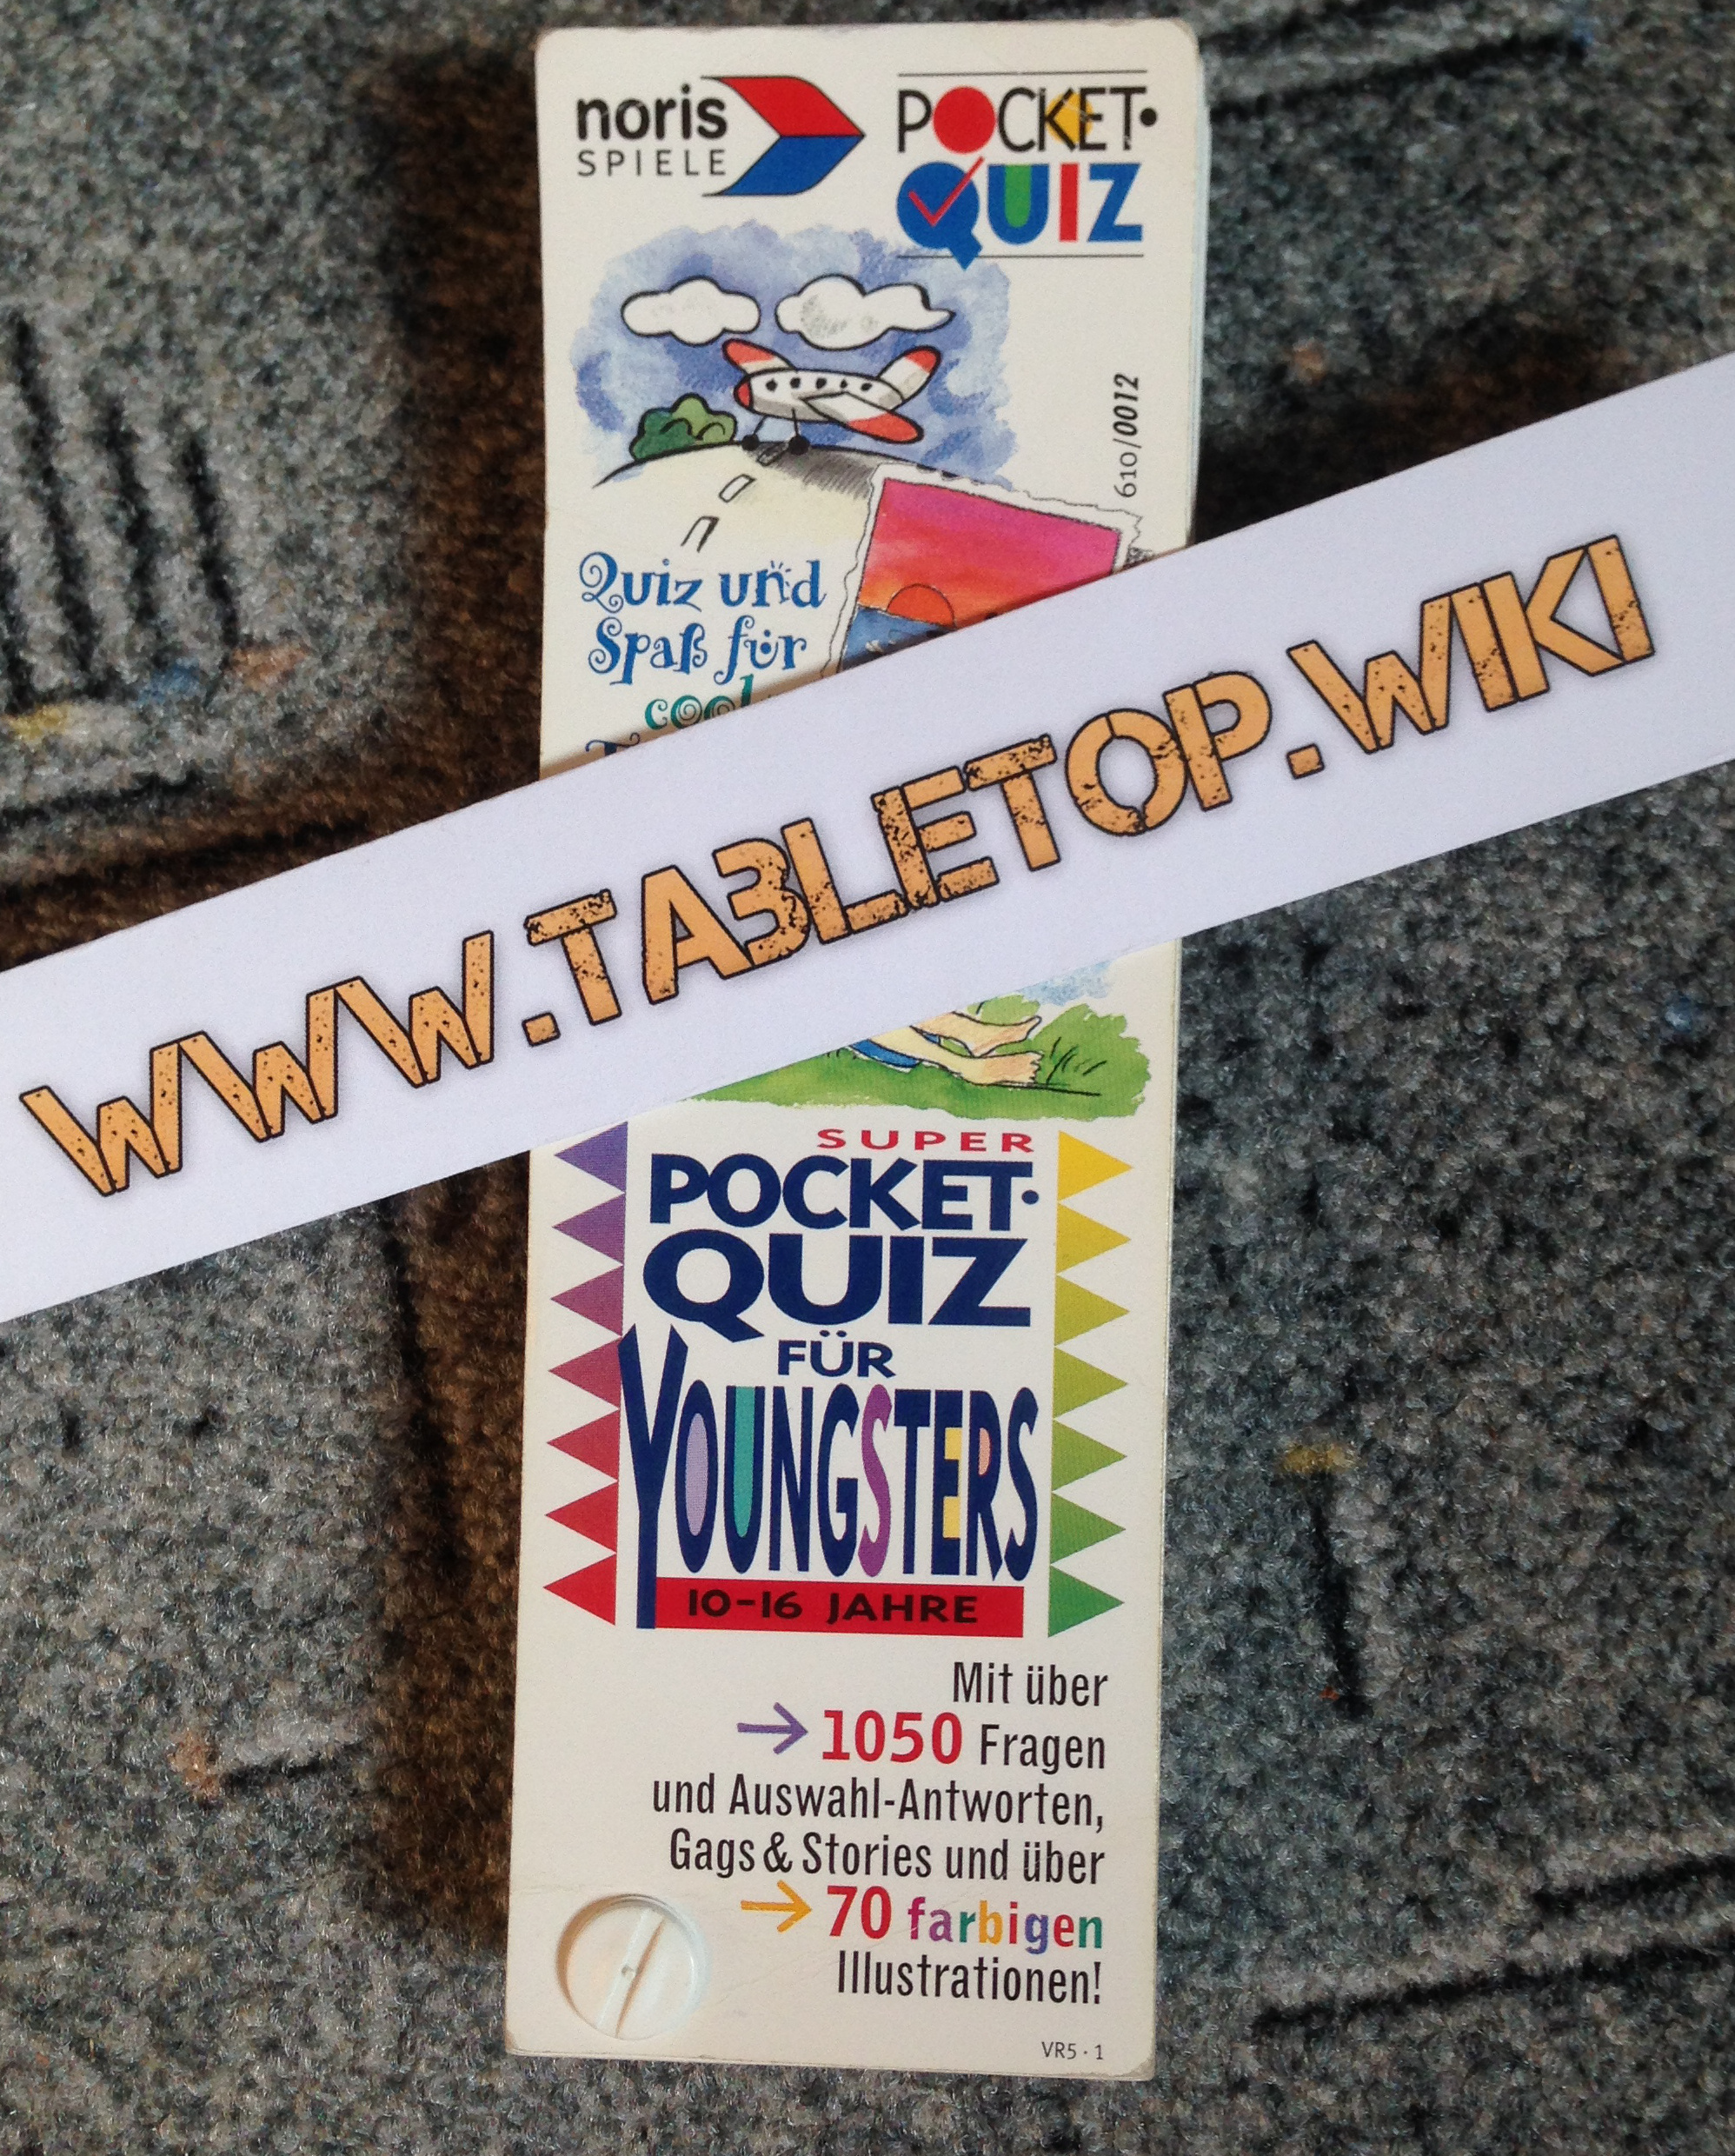 noris
SPIELE
POCKET·
QUIZ
610/0012
Quiz und
Spaß für
cool
WWW.TABLETOP.WIKI
SUPER
POCKET·
QUIZ
FÜR
YOUNGSTERS
10-16 JAHRE
Mit über
→ 1050 Fragen
und Auswahl-Antworten,
Gags & Stories und über
→ 70 farbigen
Illustrationen!
VR5 · 1